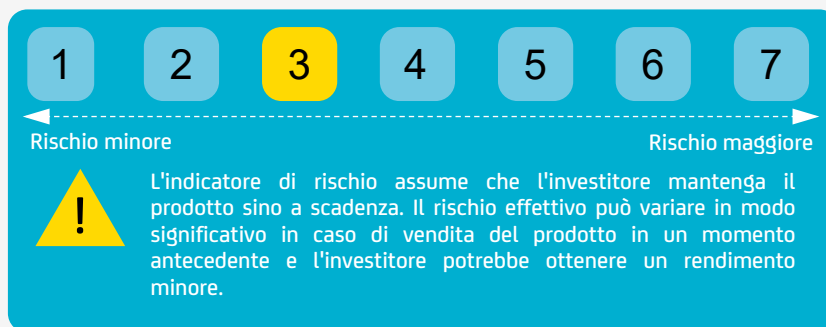 1 2 3 4 5 6 7
Rischio minore Rischio maggiore
!
L'indicatore di rischio assume che l'investitore mantenga il
prodotto sino a scadenza. Il rischio effettivo può variare in modo
significativo in caso di vendita del prodotto in un momento
antecedente e l'investitore potrebbe ottenere un rendimento
minore.